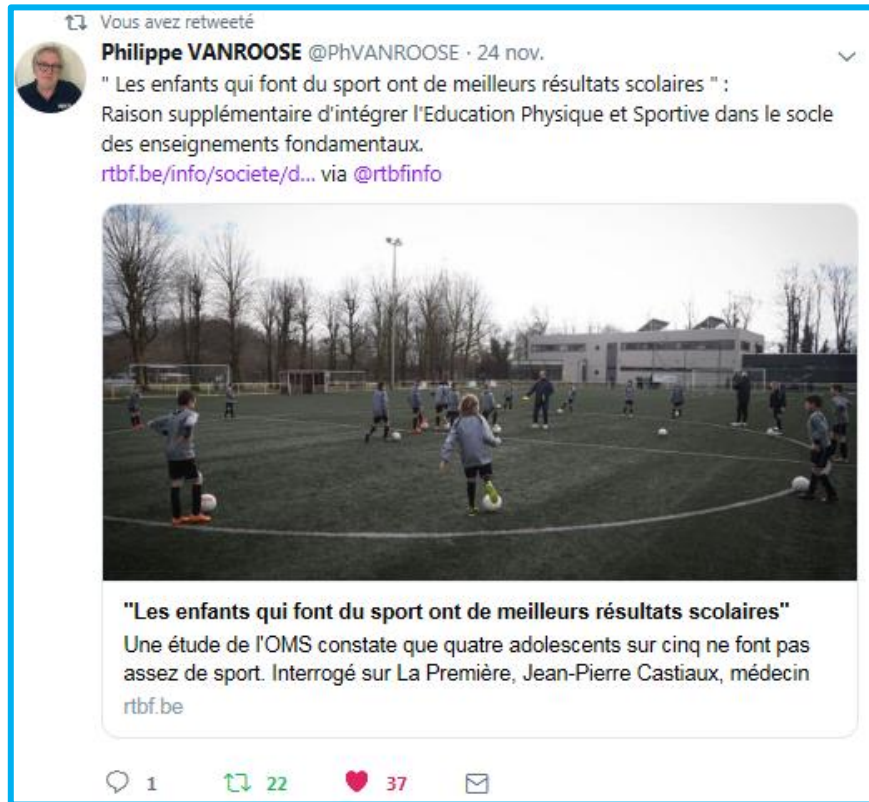 Vous avez retweeté
Philippe VANROOSE @PhVANROOSE · 24 nov.
" Les enfants qui font du sport ont de meilleurs résultats scolaires " :
Raison supplémentaire d'intégrer l'Education Physique et Sportive dans le socle
des enseignements fondamentaux.
rtbf.be/info/societe/d... via @rtbfinfo
"Les enfants qui font du sport ont de meilleurs résultats scolaires"
Une étude de l'OMS constate que quatre adolescents sur cinq ne font pas
assez de sport. Interrogé sur La Première, Jean-Pierre Castiaux, médecin
rtbf.be
1 22 37